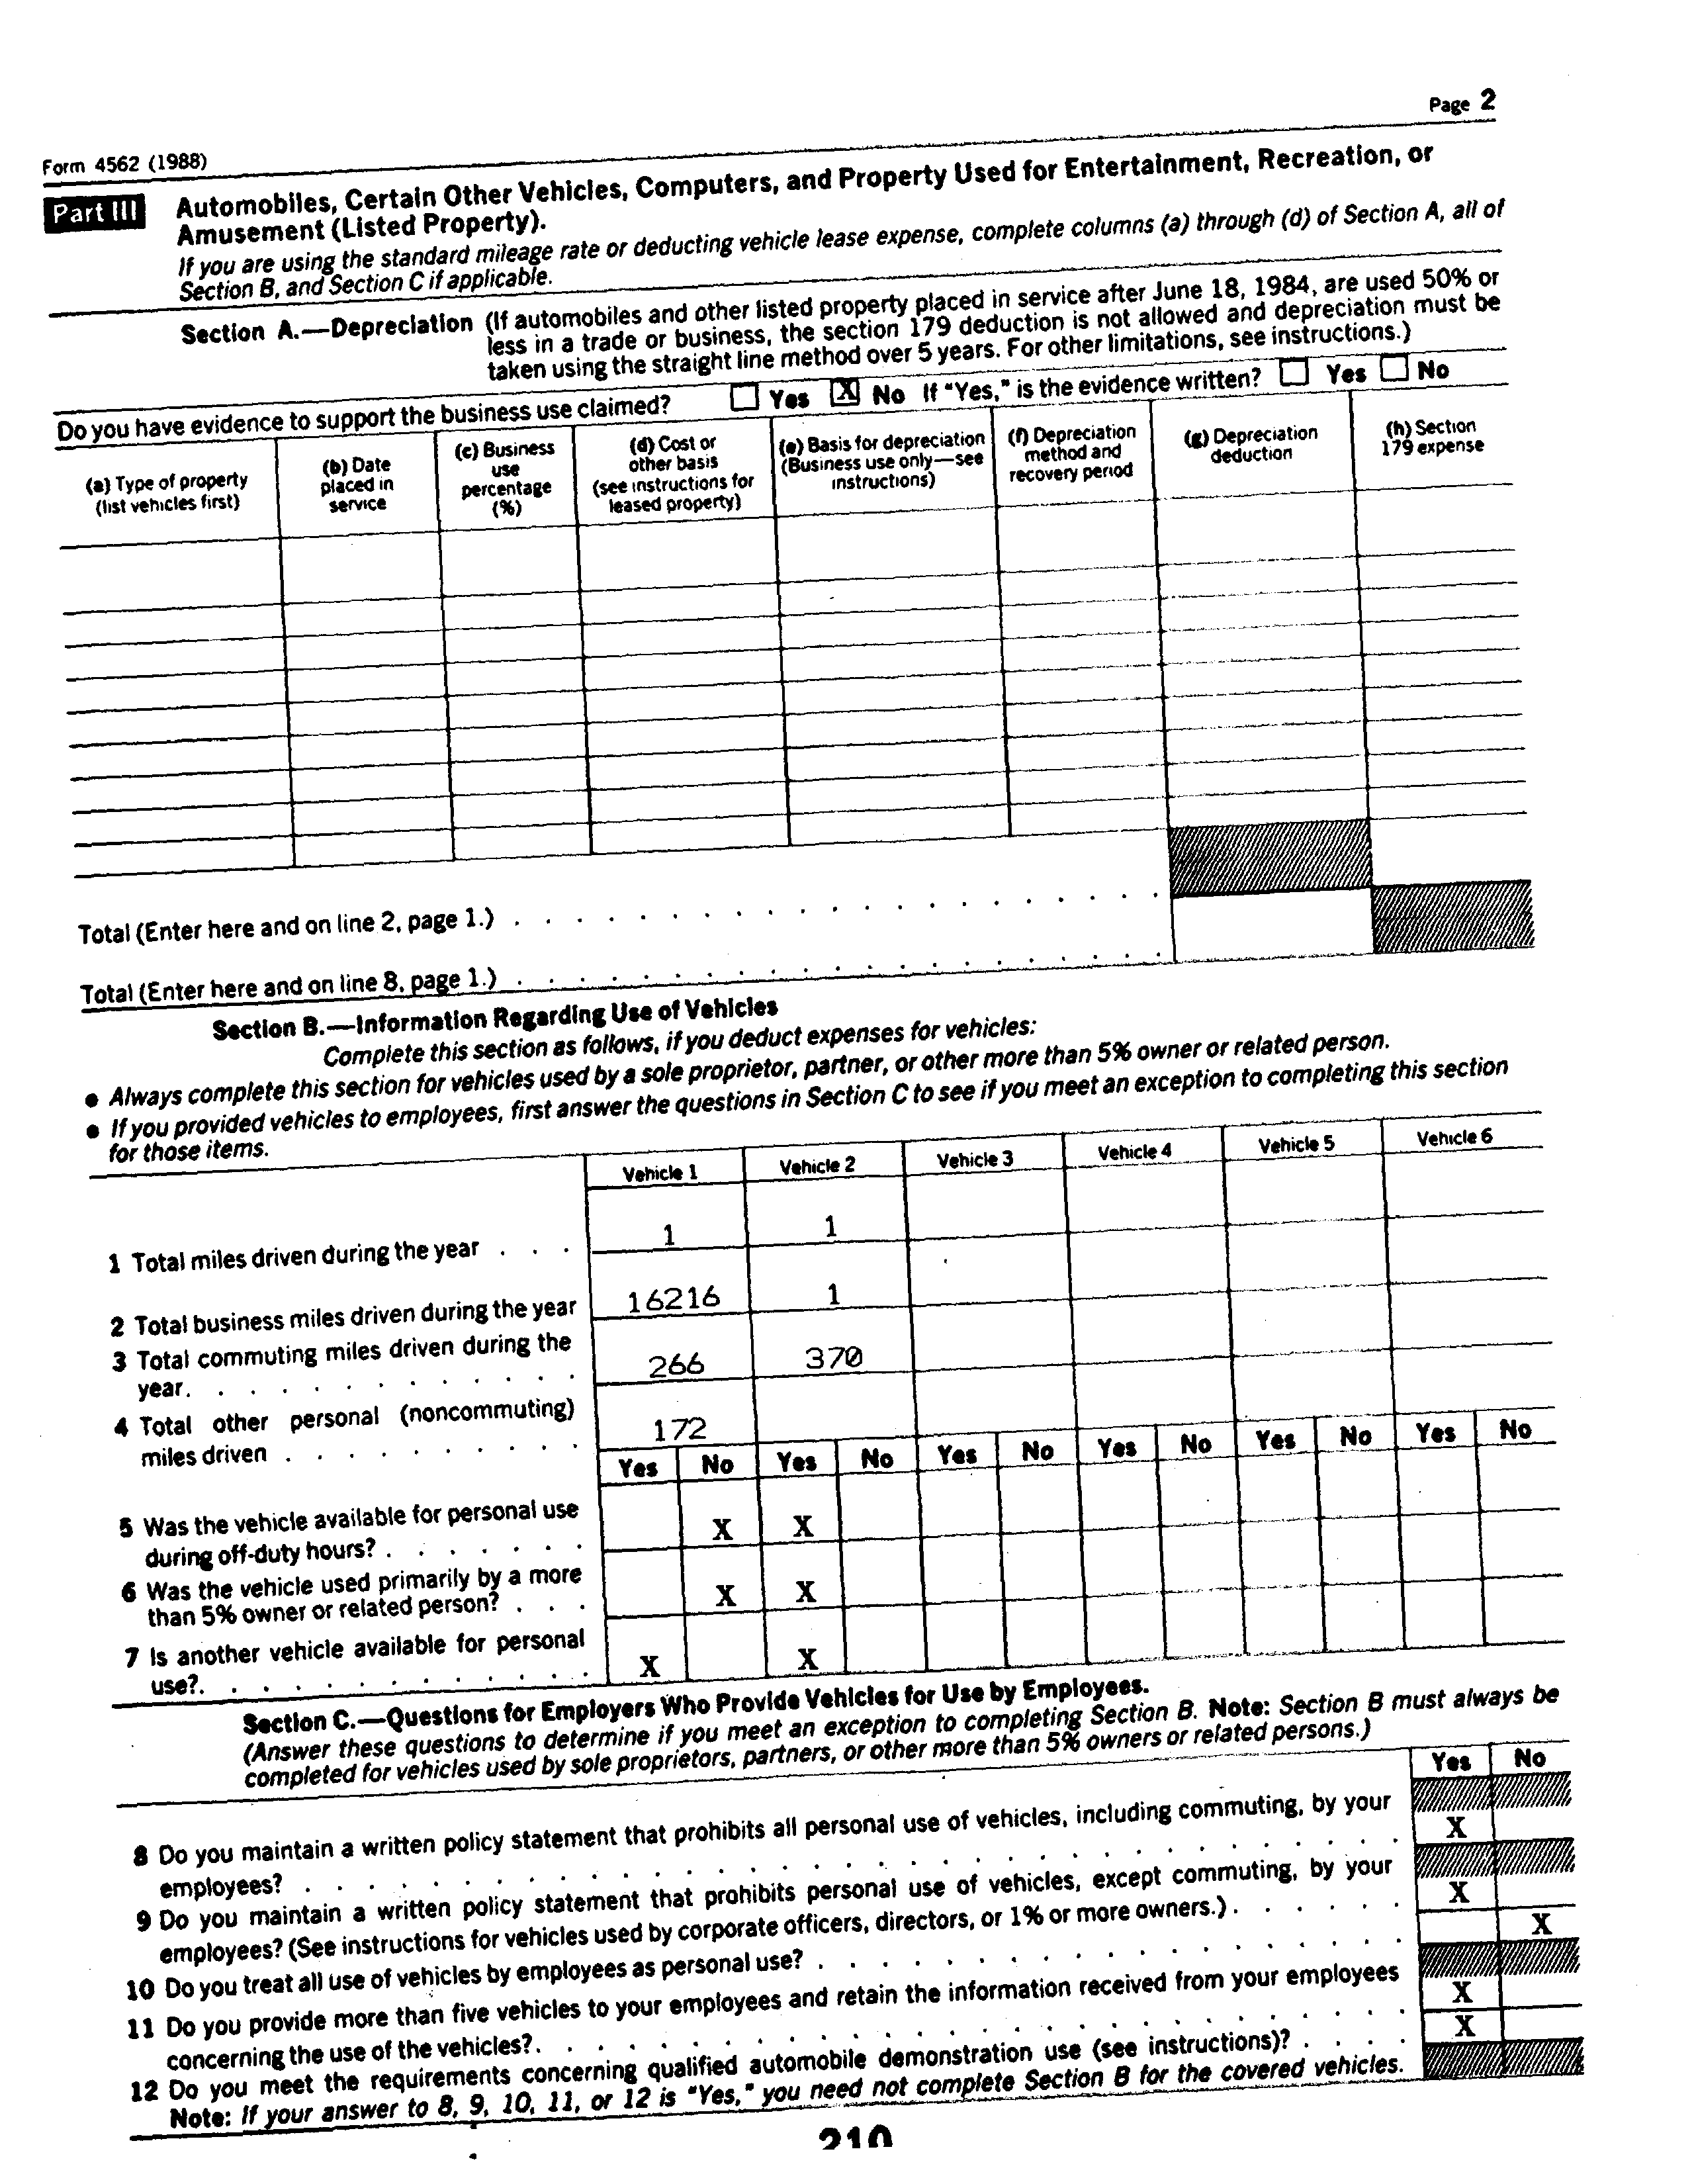 Page 2
Form 4562 (1988)
Part III Automobiles, Certain Other Vehicles, Computers, and Property Used for Entertainment, Recreation, or
Amusement (Listed Property).
If you are using the standard mileage rate or deducting vehicle lease expense, complete columns (a) through (d) of Section A, all of
Section B, and Section C if applicable.
Section A.—Depreciation (If automobiles and other listed property placed in service after June 18, 1984, are used 50% or
less in a trade or business, the section 179 deduction is not allowed and depreciation must be
taken using the straight line method over 5 years. For other limitations, see instructions.)
Do you have evidence to support the business use claimed? Yes X No If "Yes," is the evidence written? Yes No
(a) Type of property
(list vehicles first)
(b) Date
placed in
service
(c) Business
use
percentage
(%)
(d) Cost or
other basis
(see instructions for
leased property)
(e) Basis for depreciation
(Business use only—see
instructions)
(f) Depreciation
method and
recovery period
(g) Depreciation
deduction
(h) Section
179 expense
Total (Enter here and on line 2, page 1.) . . . . . . . . . . . . . . . . . . . . .
Total (Enter here and on line 8, page 1.) . . . . . . . . . . . . . . . . . . . . .
Section B.—Information Regarding Use of Vehicles
Complete this section as follows, if you deduct expenses for vehicles:
● Always complete this section for vehicles used by a sole proprietor, partner, or other more than 5% owner or related person.
● If you provided vehicles to employees, first answer the questions in Section C to see if you meet an exception to completing this section
for those items.
Vehicle 1 Vehicle 2 Vehicle 3 Vehicle 4 Vehicle 5 Vehicle 6
1 Total miles driven during the year . . . 1 1
2 Total business miles driven during the year 16216 1
3 Total commuting miles driven during the
year. . . . . . . . . . . . . 266 370
4 Total other personal (noncommuting)
miles driven . . . . . . . . . . 172
Yes No Yes No Yes No Yes No Yes No Yes No
5 Was the vehicle available for personal use
during off-duty hours? . . . . . . . X X
6 Was the vehicle used primarily by a more
than 5% owner or related person? . . . X X
7 Is another vehicle available for personal
use?. . . . . . . . . . . . . X X
Section C.—Questions for Employers Who Provide Vehicles for Use by Employees.
(Answer these questions to determine if you meet an exception to completing Section B. Note: Section B must always be
completed for vehicles used by sole proprietors, partners, or other more than 5% owners or related persons.)
Yes No
8 Do you maintain a written policy statement that prohibits all personal use of vehicles, including commuting, by your
employees? . . . . . . . . . . . . . . . . . . . . . . . . . . . . . . . . . . X
9 Do you maintain a written policy statement that prohibits personal use of vehicles, except commuting, by your
employees? (See instructions for vehicles used by corporate officers, directors, or 1% or more owners.) . . . . . . X
10 Do you treat all use of vehicles by employees as personal use? . . . . . . . . . . . . . . . . . . . X
11 Do you provide more than five vehicles to your employees and retain the information received from your employees
concerning the use of the vehicles?. . . . . . . . . . . . . . . . . . . . . . . . . . . . X
12 Do you meet the requirements concerning qualified automobile demonstration use (see instructions)? . . . . X
Note: If your answer to 8, 9, 10, 11, or 12 is "Yes," you need not complete Section B for the covered vehicles.
210